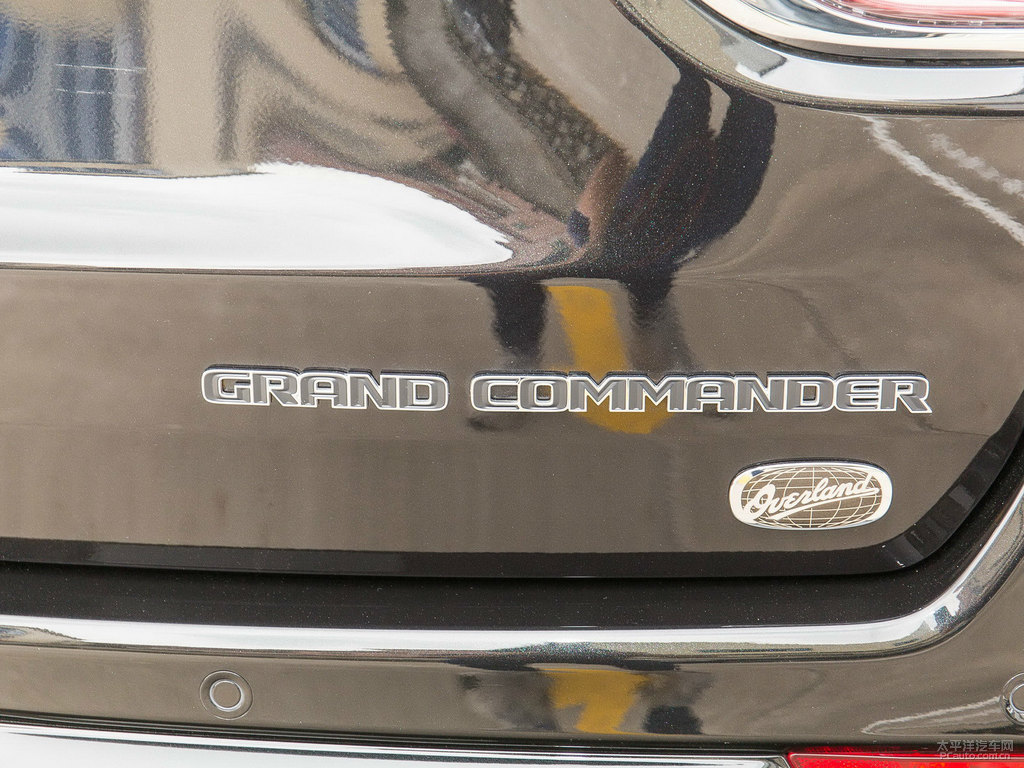 GRAND COMMANDER
Overland
太平洋汽车网
PCauto.com.cn